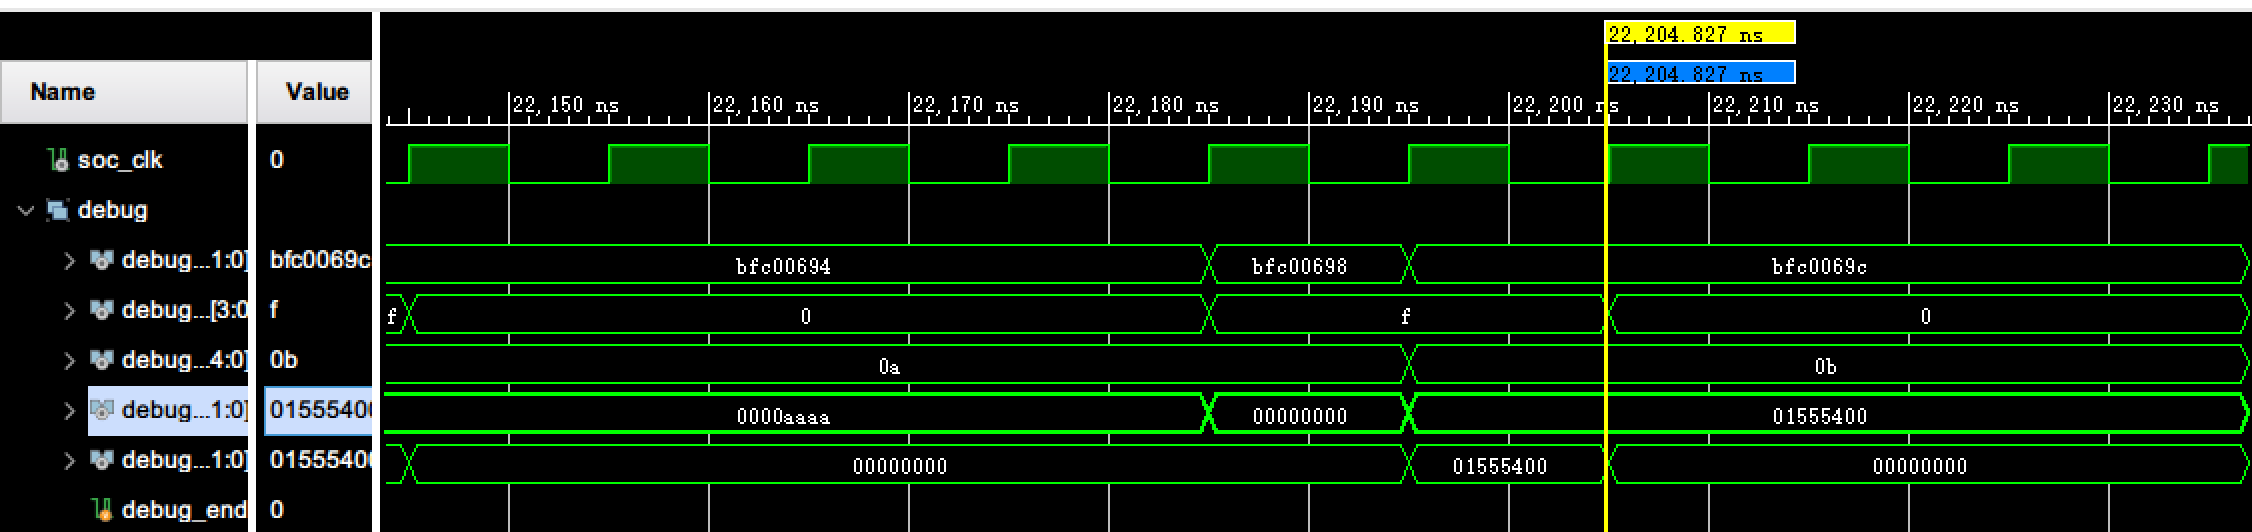 22,204.827 ns
22,204.827 ns
Name Value
22,150 ns 22,160 ns 22,170 ns 22,180 ns 22,190 ns 22,200 ns 22,210 ns 22,220 ns 22,230 ns
soc_clk 0
debug
debug...1:0] bfc0069c bfc00694 bfc00698 bfc0069c
debug...[3:0 f f 0 f 0
debug...4:0] 0b 0a 0b
debug...1:0] 01555400 0000aaaa 00000000 01555400
debug...1:0] 01555400 00000000 01555400 00000000
debug_end 0